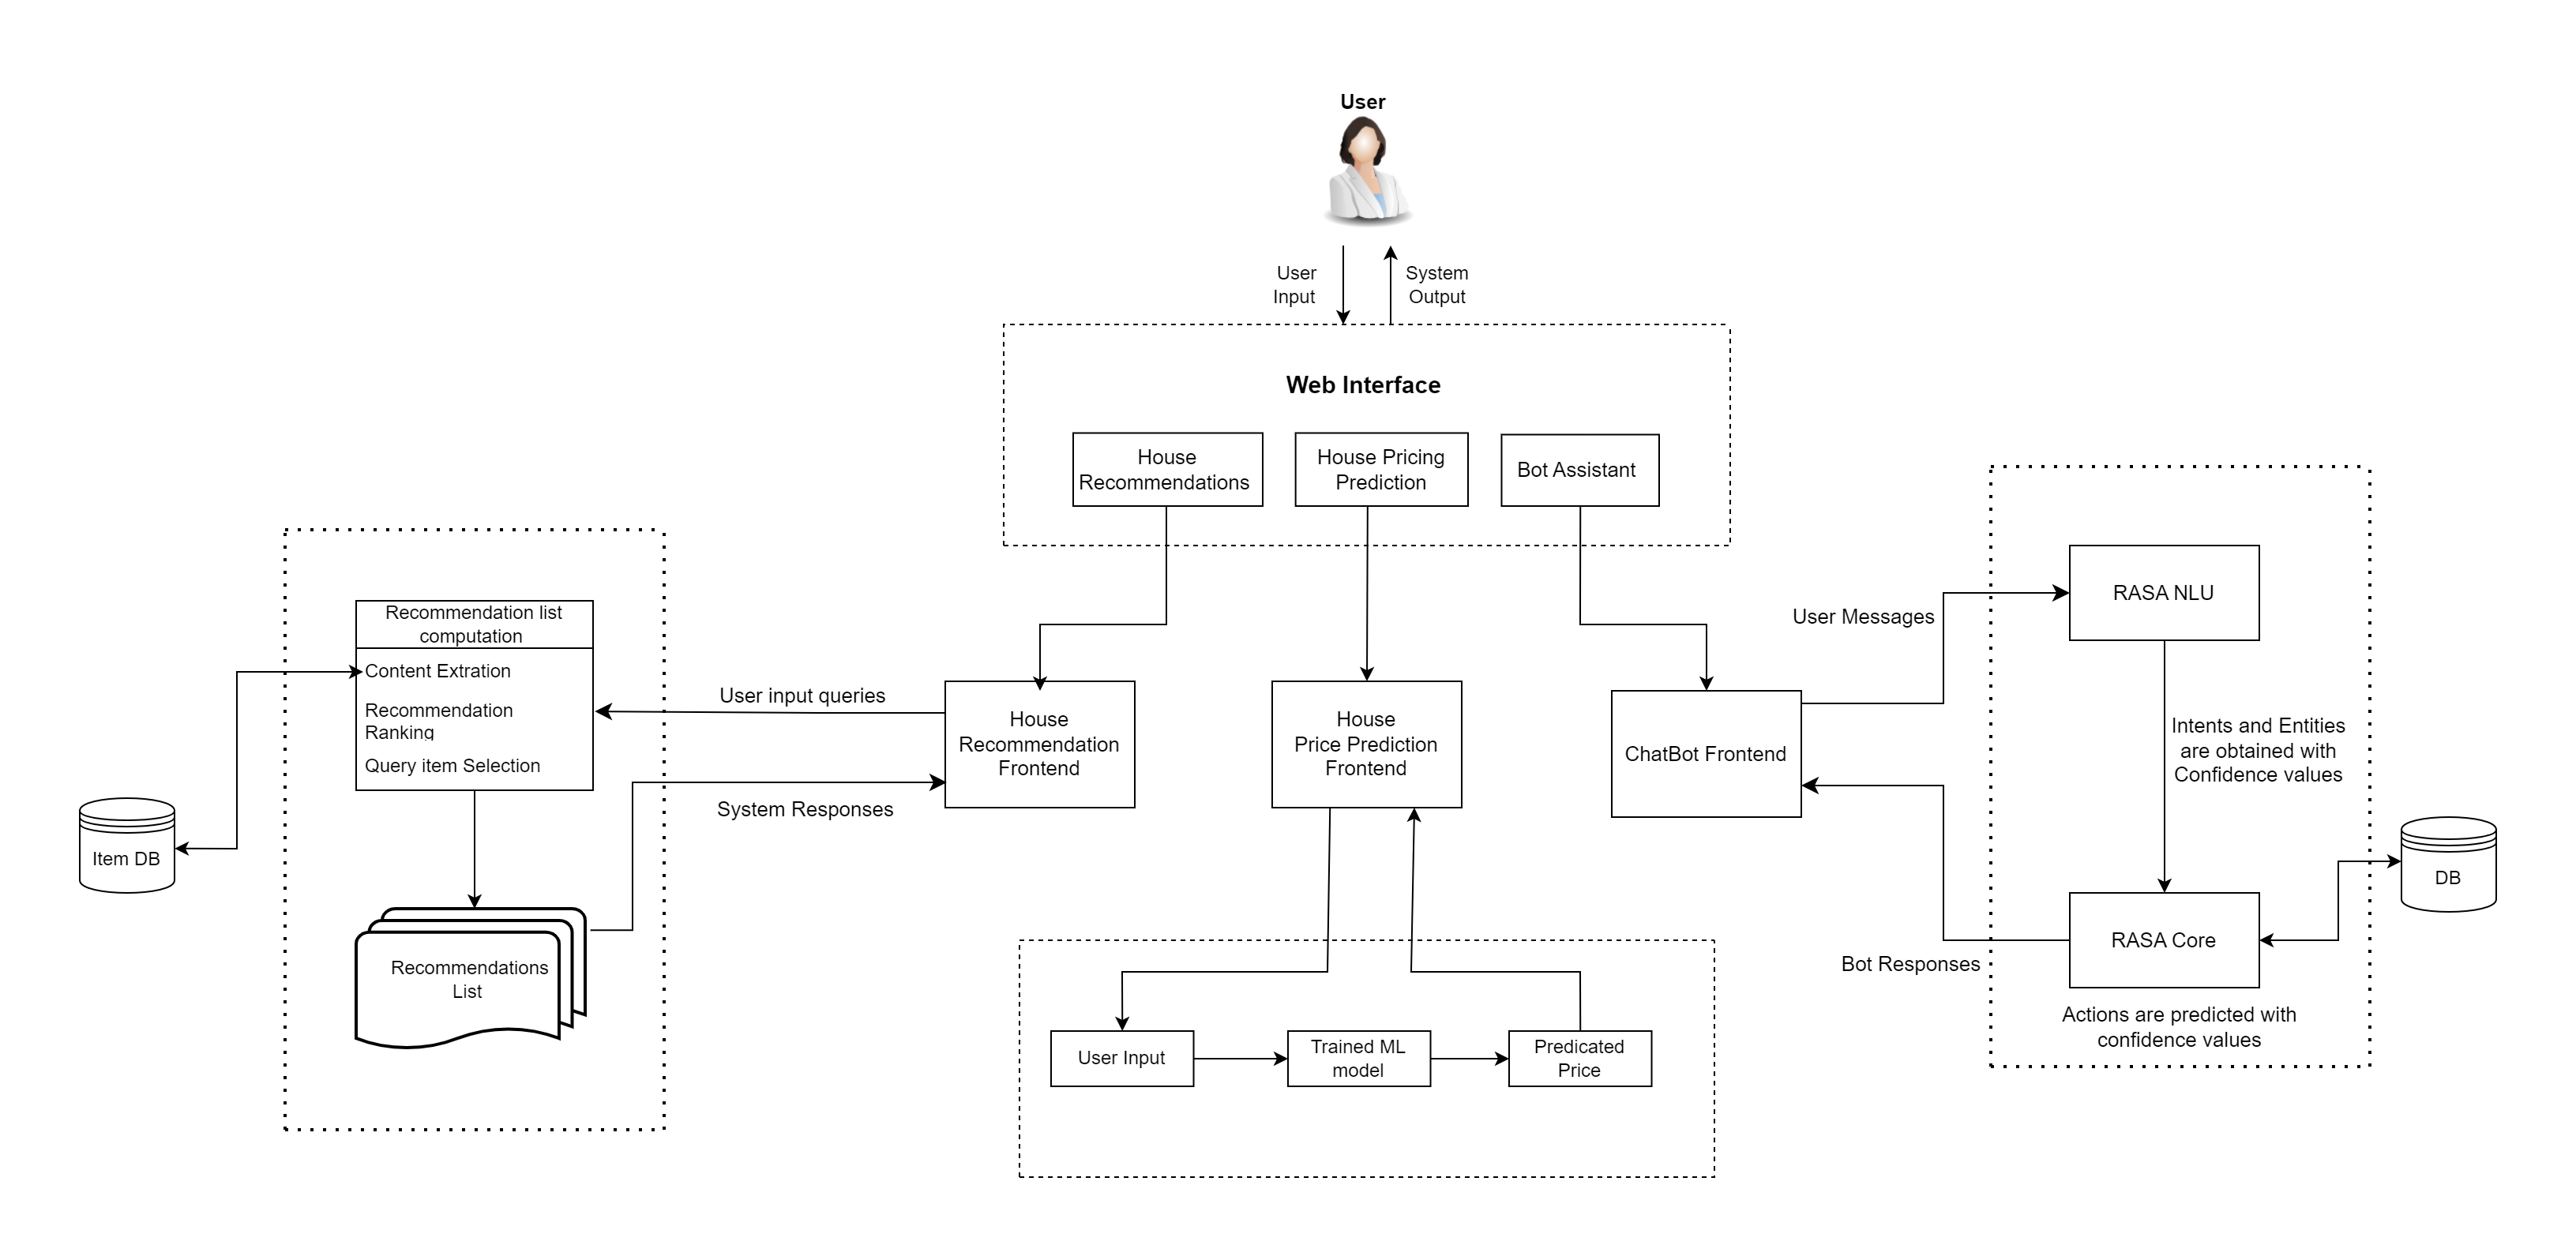 User
User
Input
System
Output
Web Interface
House
Recommendations
House Pricing
Prediction
Bot Assistant
Recommendation list
computation
Content Extration
Recommendation
Ranking
Query item Selection
Item DB
Recommendations
List
User input queries
System Responses
House
Recommendation
Frontend
House
Price Prediction
Frontend
ChatBot Frontend
User Messages
Bot Responses
RASA NLU
Intents and Entities
are obtained with
Confidence values
RASA Core
Actions are predicted with
confidence values
DB
User Input
Trained ML
model
Predicated
Price